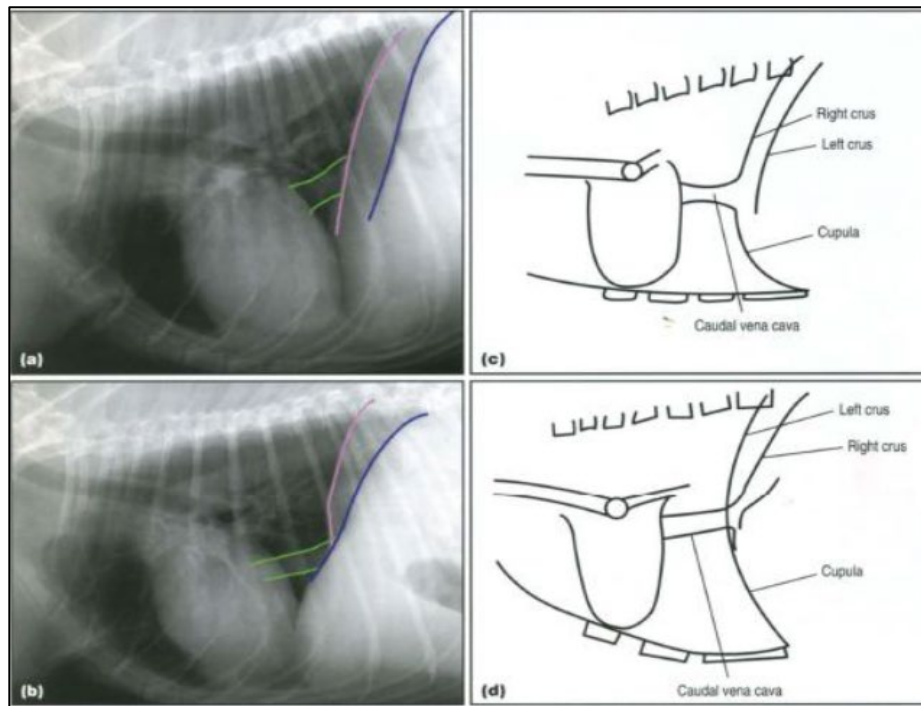 (a)
Right crus
Left crus
Cupula
Caudal vena cava
(c)
(b)
Left crus
Right crus
Cupula
Caudal vena cava
(d)